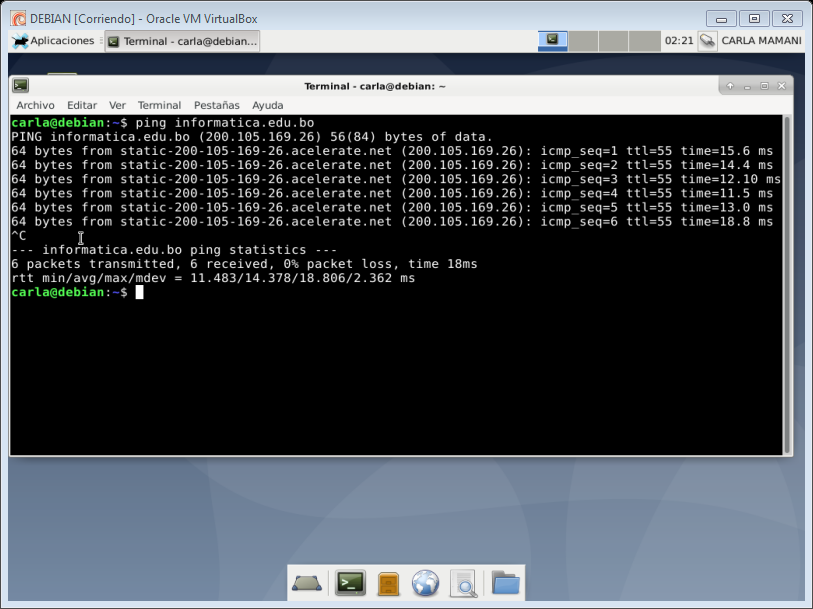 DEBIAN [Corriendo] - Oracle VM VirtualBox
Aplicaciones Terminal - carla@debian... 02:21 CARLA MAMANI
Terminal - carla@debian: ~
Archivo Editar Ver Terminal Pestañas Ayuda
carla@debian:~$ ping informatica.edu.bo
PING informatica.edu.bo (200.105.169.26) 56(84) bytes of data.
64 bytes from static-200-105-169-26.acelerate.net (200.105.169.26): icmp_seq=1 ttl=55 time=15.6 ms
64 bytes from static-200-105-169-26.acelerate.net (200.105.169.26): icmp_seq=2 ttl=55 time=14.4 ms
64 bytes from static-200-105-169-26.acelerate.net (200.105.169.26): icmp_seq=3 ttl=55 time=12.10 ms
64 bytes from static-200-105-169-26.acelerate.net (200.105.169.26): icmp_seq=4 ttl=55 time=11.5 ms
64 bytes from static-200-105-169-26.acelerate.net (200.105.169.26): icmp_seq=5 ttl=55 time=13.0 ms
64 bytes from static-200-105-169-26.acelerate.net (200.105.169.26): icmp_seq=6 ttl=55 time=18.8 ms
^C
--- informatica.edu.bo ping statistics ---
6 packets transmitted, 6 received, 0% packet loss, time 18ms
rtt min/avg/max/mdev = 11.483/14.378/18.806/2.362 ms
carla@debian:~$